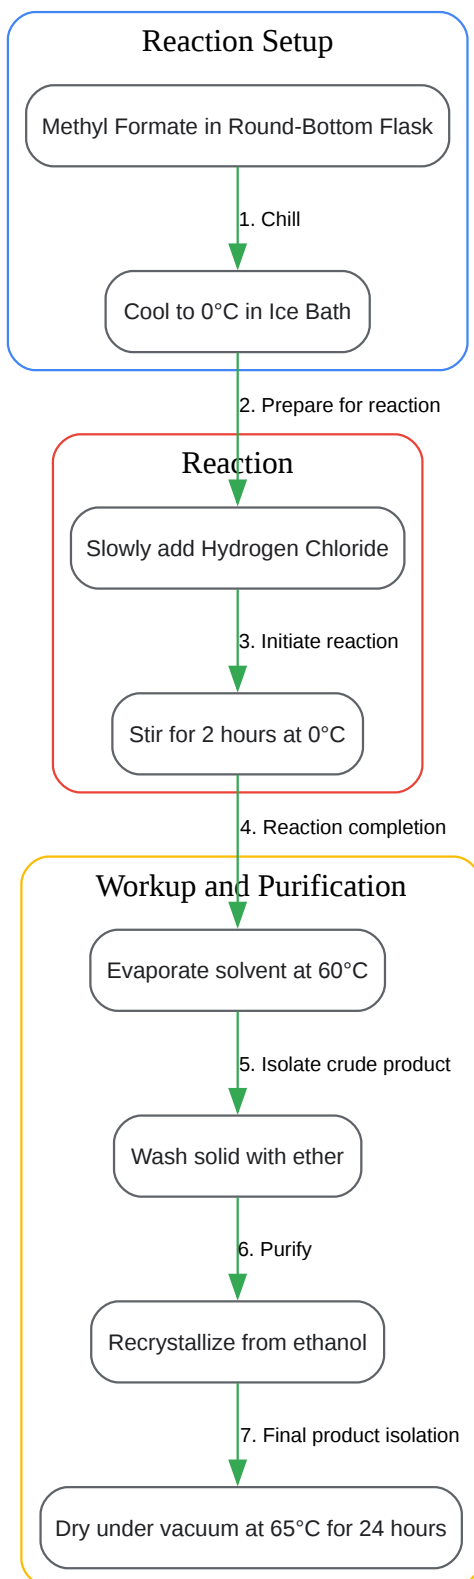 Reaction Setup
Methyl Formate in Round-Bottom Flask
1. Chill
Cool to 0°C in Ice Bath
2. Prepare for reaction
Reaction
Slowly add Hydrogen Chloride
3. Initiate reaction
Stir for 2 hours at 0°C
4. Reaction completion
Workup and Purification
Evaporate solvent at 60°C
5. Isolate crude product
Wash solid with ether
6. Purify
Recrystallize from ethanol
7. Final product isolation
Dry under vacuum at 65°C for 24 hours